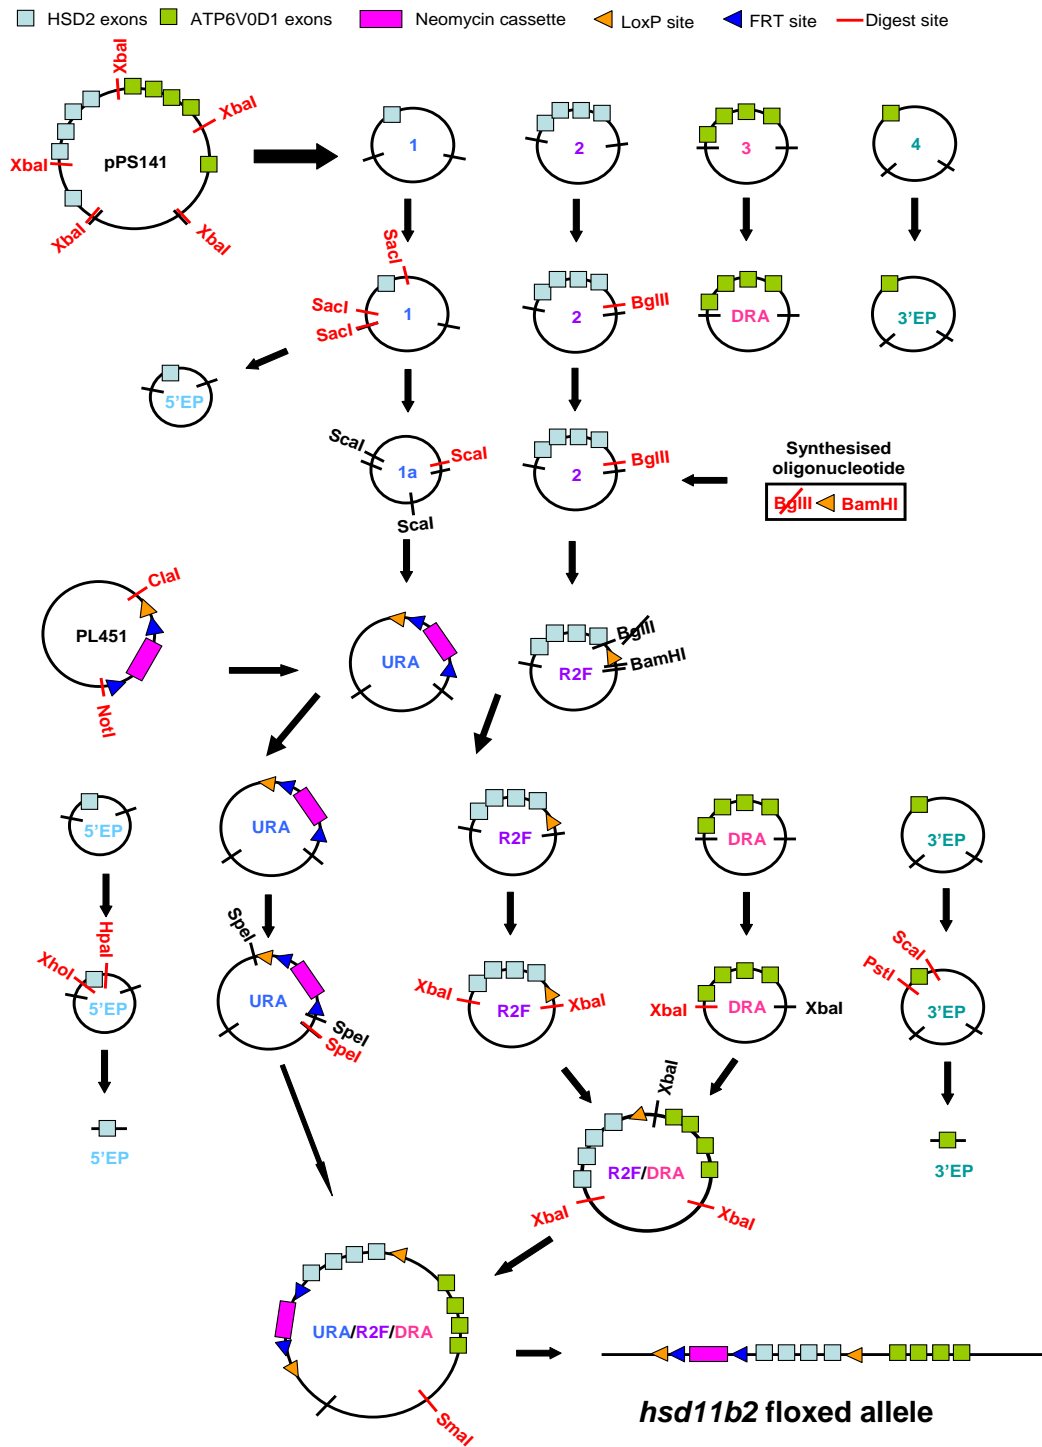 HSD2 exons
ATP6V0D1 exons
Neomycin cassette
LoxP site
FRT site
Digest site
XbaI
XbaI
XbaI
pPS141
XbaI
XbaI
1
2
3
4
SacI
SacI
SacI
1
2
BglII
DRA
3'EP
5'EP
ScaI
ScaI
1a
ScaI
2
BglII
Synthesised
oligonucleotide
BglII
BamHI
ClaI
PL451
NotI
URA
BglII
BamHI
R2F
5'EP
URA
R2F
DRA
3'EP
HpaI
XhoI
5'EP
SpeI
URA
SpeI
SpeI
XbaI
R2F
XbaI
XbaI
DRA
XbaI
ScaI
PstI
3'EP
5'EP
XbaI
R2F/DRA
XbaI
XbaI
3'EP
URA/R2F/DRA
SmaI
hsd11b2 floxed allele